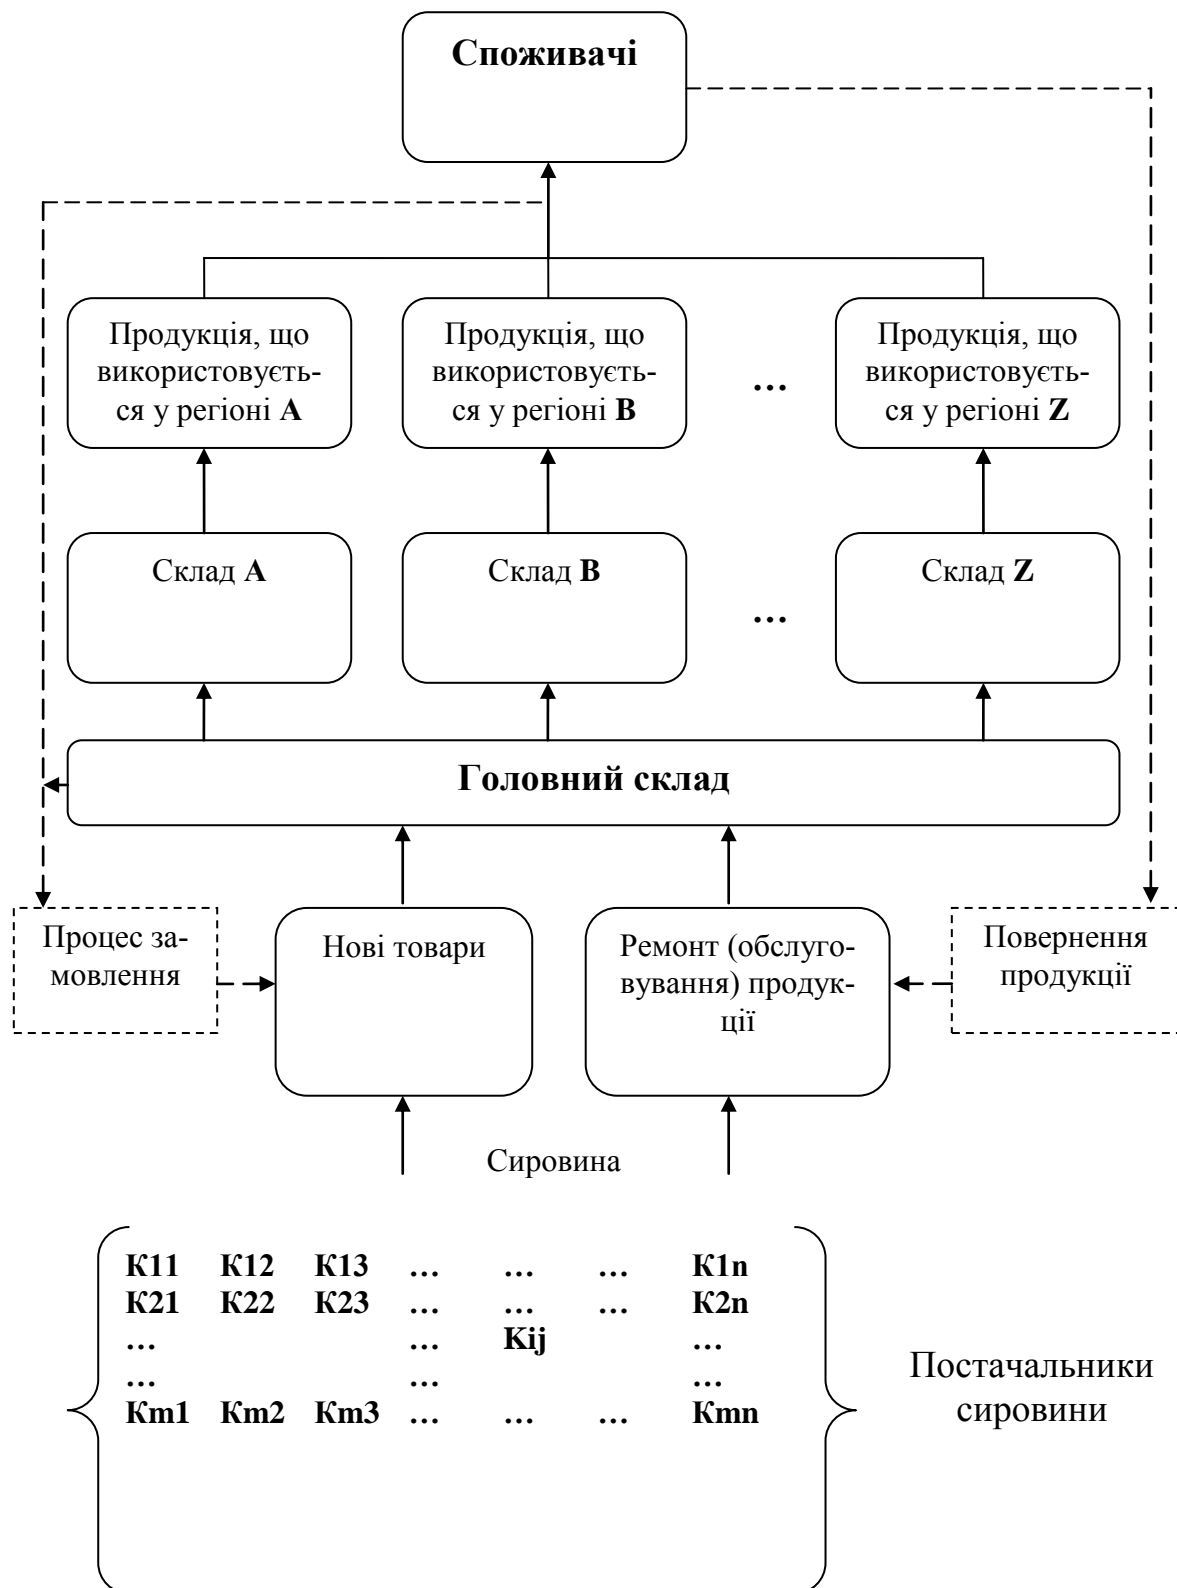 Споживачі
Продукція, що
використовуєть-
ся у регіоні A
Продукція, що
використовуєть-
ся у регіоні B
...
Продукція, що
використовуєть-
ся у регіоні Z
Склад A
Склад B
...
Склад Z
Головний склад
Процес за-
мовлення
Нові товари
Ремонт (обслуго-
вування) продук-
ції
Повернення
продукції
Сировина
К11 К12 К13 ... ... ... К1n
К21 К22 К23 ... ... ... К2n
... ... Kij ...
... ... ...
Кm1 Кm2 Кm3 ... ... ... Кmn
Постачальники
сировини